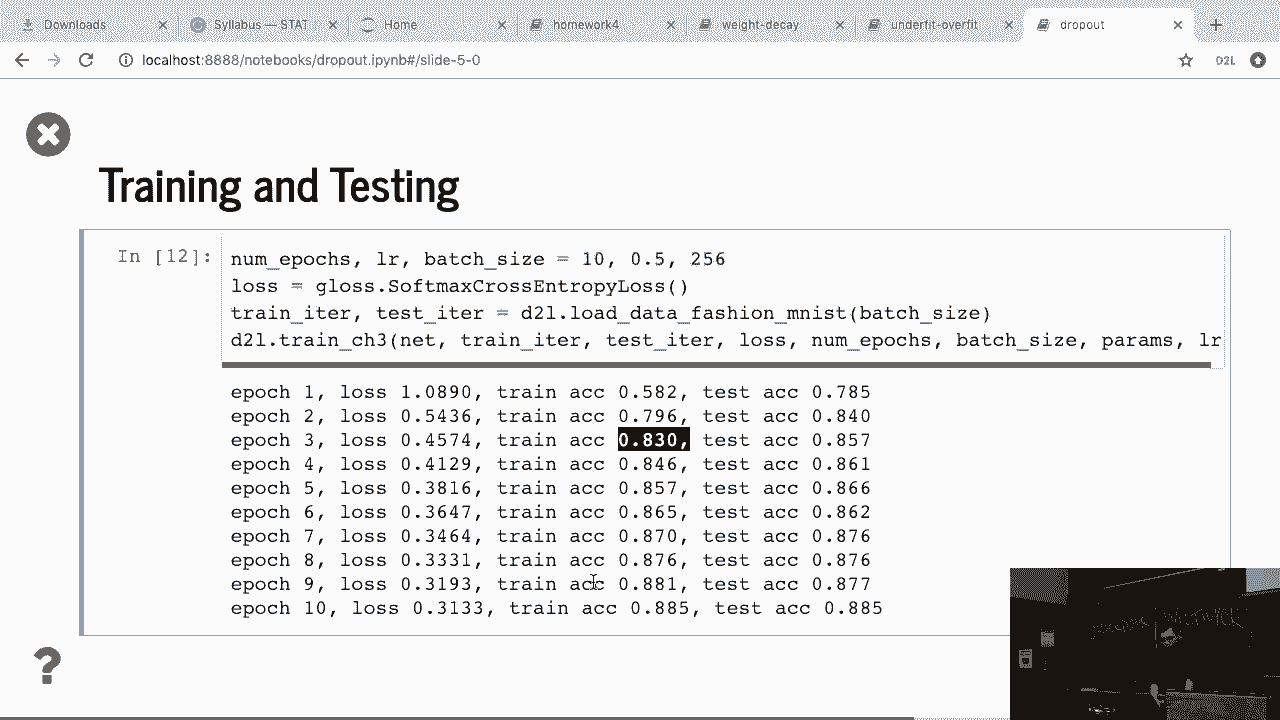 Downloads
Syllabus — STAT
Home
homework4
weight-decay
underfit-overfit
dropout
localhost:8888/notebooks/dropout.ipynb#/slide-5-0
D2L
Training and Testing
In [12]:
num_epochs, lr, batch_size = 10, 0.5, 256
loss = gloss.SoftmaxCrossEntropyLoss()
train_iter, test_iter = d2l.load_data_fashion_mnist(batch_size)
d2l.train_ch3(net, train_iter, test_iter, loss, num_epochs, batch_size, params, lr
epoch 1, loss 1.0890, train acc 0.582, test acc 0.785
epoch 2, loss 0.5436, train acc 0.796, test acc 0.840
epoch 3, loss 0.4574, train acc 0.830, test acc 0.857
epoch 4, loss 0.4129, train acc 0.846, test acc 0.861
epoch 5, loss 0.3816, train acc 0.857, test acc 0.866
epoch 6, loss 0.3647, train acc 0.865, test acc 0.862
epoch 7, loss 0.3464, train acc 0.870, test acc 0.876
epoch 8, loss 0.3331, train acc 0.876, test acc 0.876
epoch 9, loss 0.3193, train acc 0.881, test acc 0.877
epoch 10, loss 0.3133, train acc 0.885, test acc 0.885
?